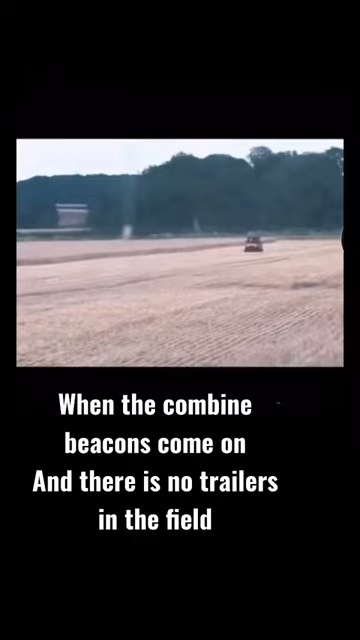 When the combine
beacons come on
And there is no trailers
in the field